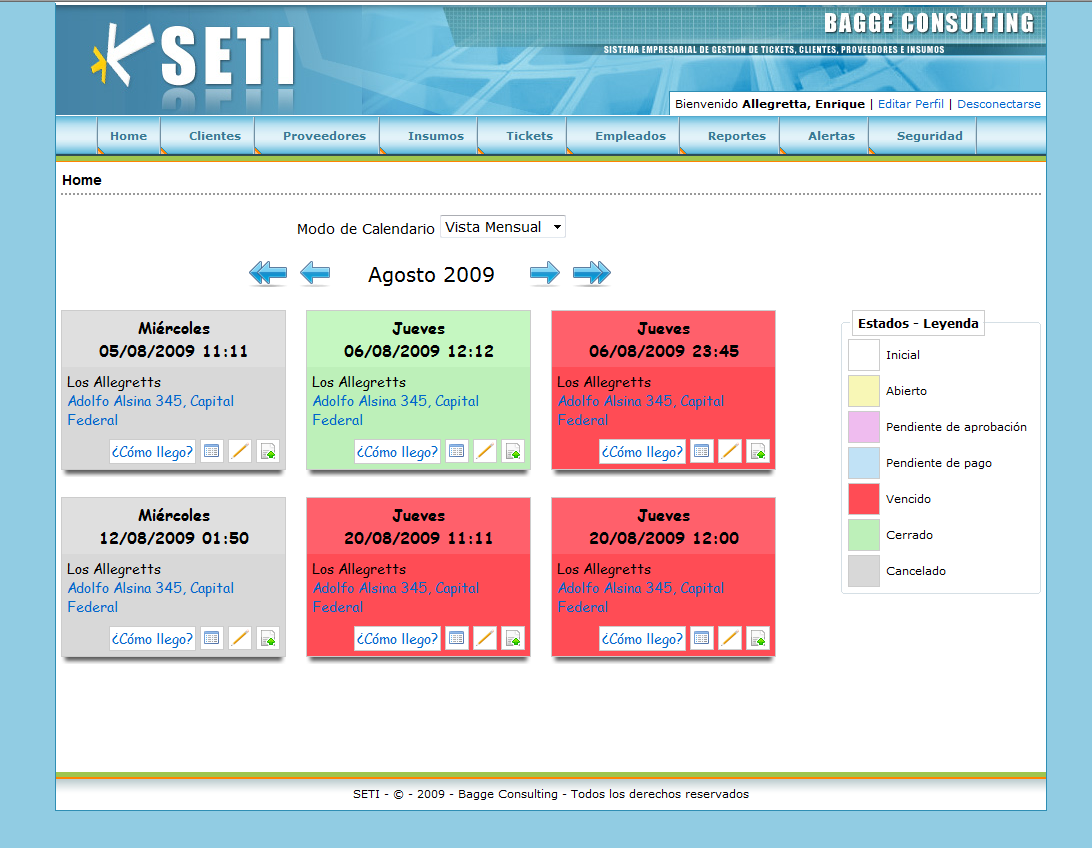 SETI
BAGGE CONSULTING
SISTEMA EMPRESARIAL DE GESTION DE TICKETS, CLIENTES, PROVEEDORES E INSUMOS
Bienvenido Allegretta, Enrique | Editar Perfil | Desconectarse
Home Clientes Proveedores Insumos Tickets Empleados Reportes Alertas Seguridad
Home
Modo de Calendario Vista Mensual
Agosto 2009
Miércoles
05/08/2009 11:11
Los Allegretts
Adolfo Alsina 345, Capital
Federal
¿Cómo llego?
Jueves
06/08/2009 12:12
Los Allegretts
Adolfo Alsina 345, Capital
Federal
¿Cómo llego?
Jueves
06/08/2009 23:45
Los Allegretts
Adolfo Alsina 345, Capital
Federal
¿Cómo llego?
Miércoles
12/08/2009 01:50
Los Allegretts
Adolfo Alsina 345, Capital
Federal
¿Cómo llego?
Jueves
20/08/2009 11:11
Los Allegretts
Adolfo Alsina 345, Capital
Federal
¿Cómo llego?
Jueves
20/08/2009 12:00
Los Allegretts
Adolfo Alsina 345, Capital
Federal
¿Cómo llego?
Estados - Leyenda
Inicial
Abierto
Pendiente de aprobación
Pendiente de pago
Vencido
Cerrado
Cancelado
SETI - © - 2009 - Bagge Consulting - Todos los derechos reservados